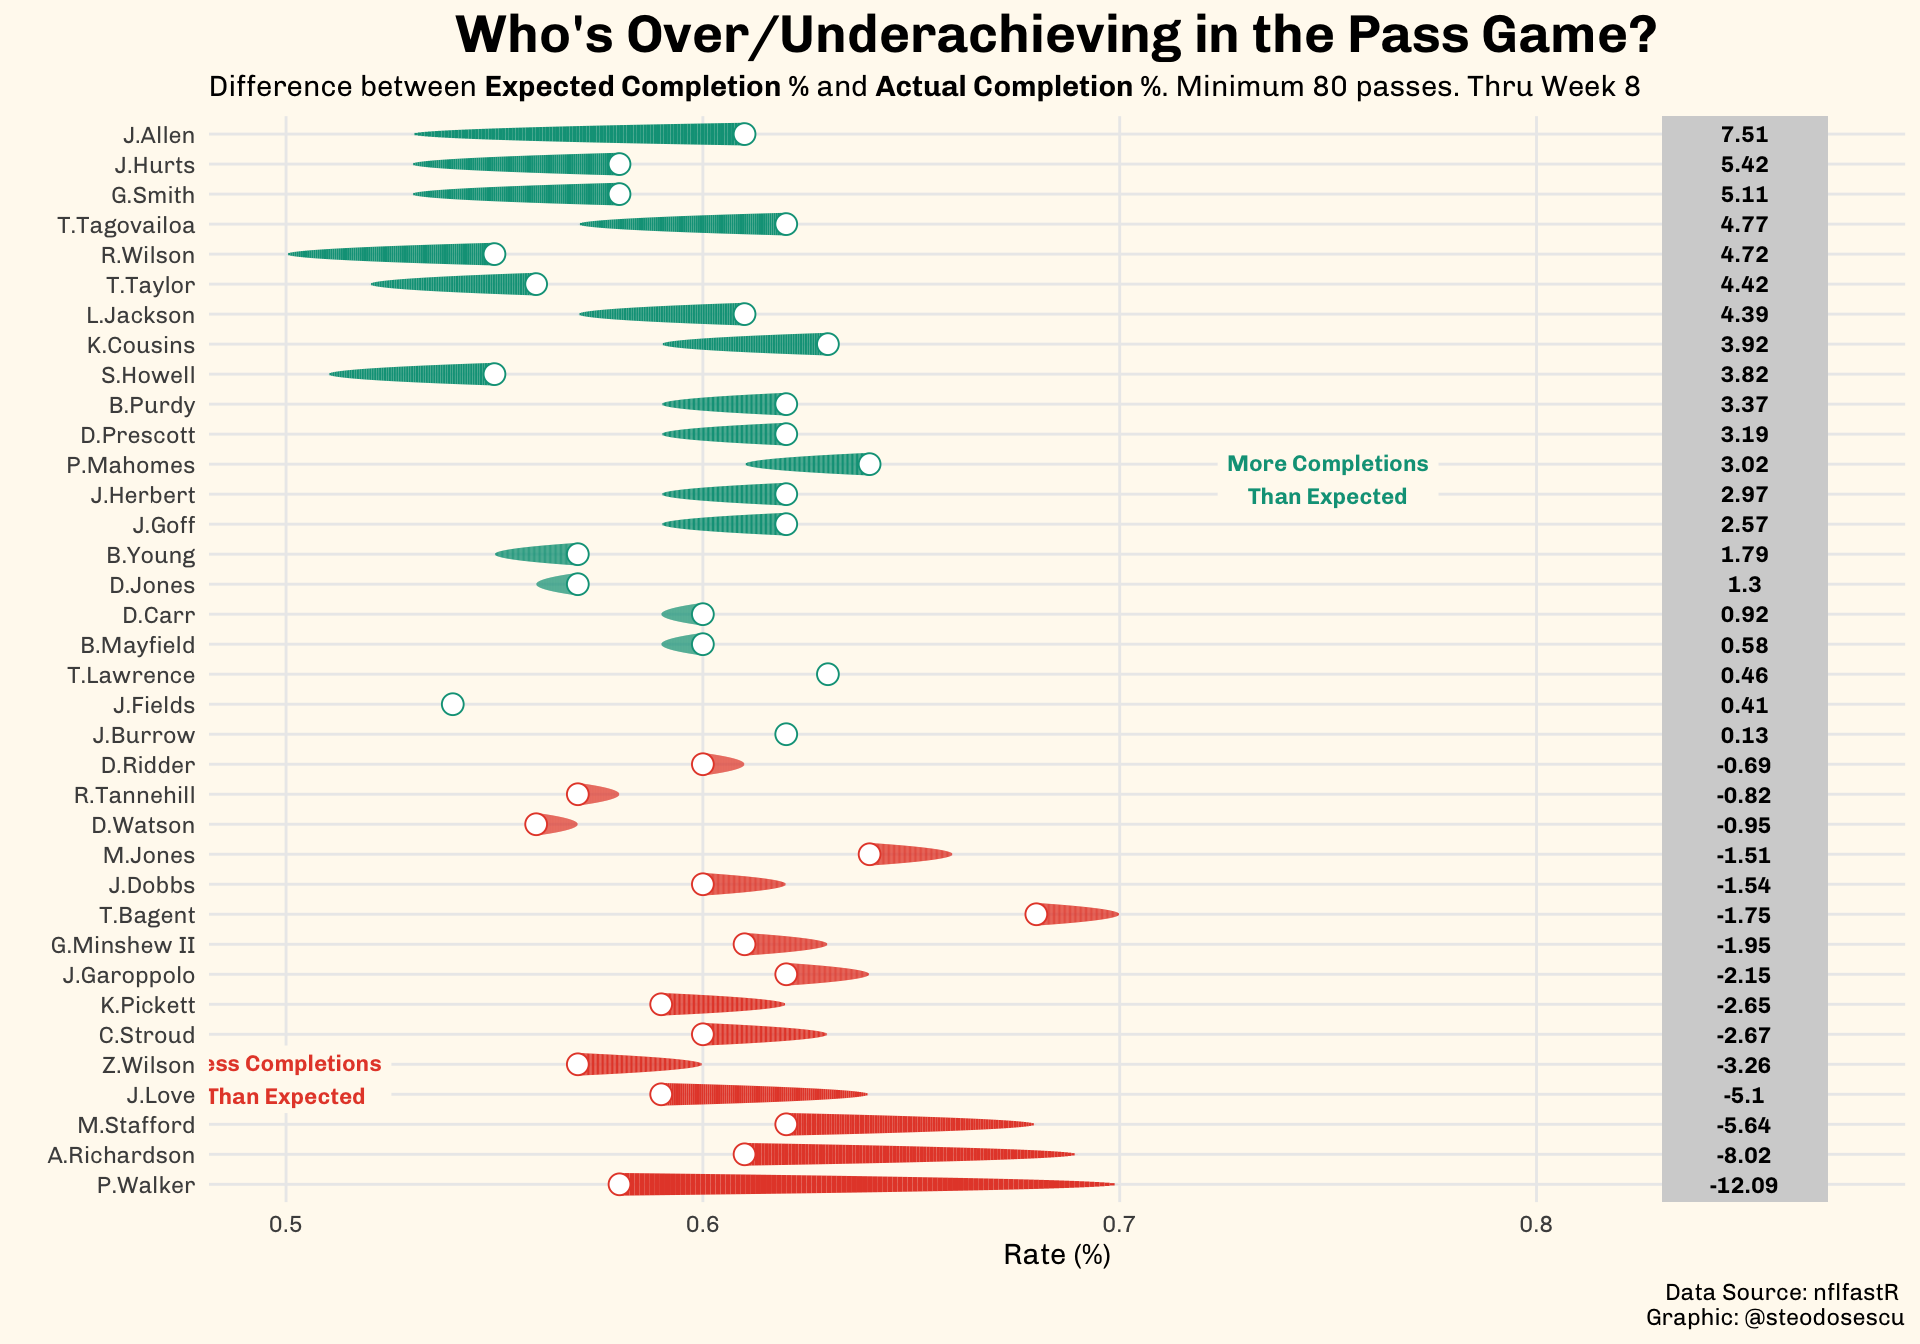 Who's Over/Underachieving in the Pass Game?
Difference between Expected Completion % and Actual Completion %. Minimum 80 passes. Thru Week 8
J.Allen 7.51
J.Hurts 5.42
G.Smith 5.11
T.Tagovailoa 4.77
R.Wilson 4.72
T.Taylor 4.42
L.Jackson 4.39
K.Cousins 3.92
S.Howell 3.82
B.Purdy 3.37
D.Prescott 3.19
P.Mahomes More Completions 3.02
J.Herbert Than Expected 2.97
J.Goff 2.57
B.Young 1.79
D.Jones 1.3
D.Carr 0.92
B.Mayfield 0.58
T.Lawrence 0.46
J.Fields 0.41
J.Burrow 0.13
D.Ridder -0.69
R.Tannehill -0.82
D.Watson -0.95
M.Jones -1.51
J.Dobbs -1.54
T.Bagent -1.75
G.Minshew II -1.95
J.Garoppolo -2.15
K.Pickett -2.65
C.Stroud -2.67
Z.Wilson ess Completions -3.26
J.Love Than Expected -5.1
M.Stafford -5.64
A.Richardson -8.02
P.Walker -12.09
0.5 0.6 0.7 0.8
Rate (%)
Data Source: nflfastR
Graphic: @steodosescu